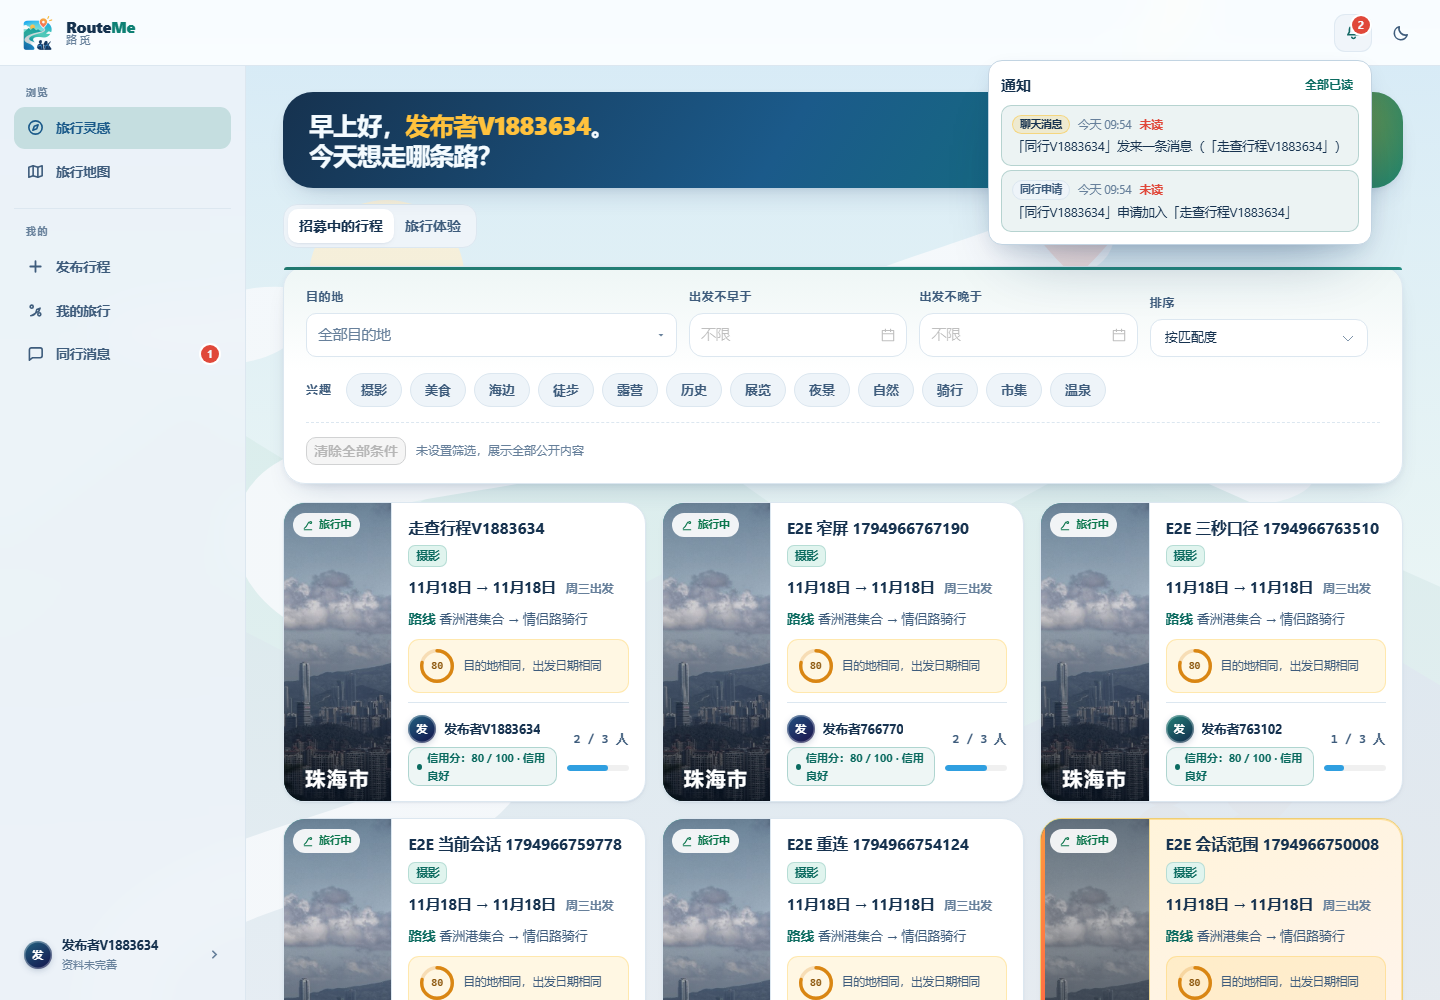 RouteMe
路觅
2
浏览
旅行灵感
旅行地图
我的
发布行程
我的旅行
同行消息
1
发
发布者V1883634
资料未完善
早上好，发布者V1883634。
今天想走哪条路？
通知
全部已读
聊天消息 今天 09:54 未读
「同行V1883634」发来一条消息（「走查行程V1883634」）
同行申请 今天 09:54 未读
「同行V1883634」申请加入「走查行程V1883634」
招募中的行程
旅行体验
目的地
全部目的地
出发不早于
不限
出发不晚于
不限
排序
按匹配度
兴趣 摄影 美食 海边 徒步 露营 历史 展览 夜景 自然 骑行 市集 温泉
清除全部条件 未设置筛选，展示全部公开内容
旅行中
珠海市
走查行程V1883634
摄影
11月18日 → 11月18日 周三出发
路线 香洲港集合 → 情侣路骑行
80 目的地相同，出发日期相同
发 发布者V1883634
信用分：80 / 100 · 信用
良好
2 / 3 人
旅行中
珠海市
E2E 窄屏 1794966767190
摄影
11月18日 → 11月18日 周三出发
路线 香洲港集合 → 情侣路骑行
80 目的地相同，出发日期相同
发 发布者766770
信用分：80 / 100 · 信用
良好
2 / 3 人
旅行中
珠海市
E2E 三秒口径 1794966763510
摄影
11月18日 → 11月18日 周三出发
路线 香洲港集合 → 情侣路骑行
80 目的地相同，出发日期相同
发 发布者763102
信用分：80 / 100 · 信用
良好
1 / 3 人
旅行中
E2E 当前会话 1794966759778
摄影
11月18日 → 11月18日 周三出发
路线 香洲港集合 → 情侣路骑行
80 目的地相同，出发日期相同
旅行中
E2E 重连 1794966754124
摄影
11月18日 → 11月18日 周三出发
路线 香洲港集合 → 情侣路骑行
80 目的地相同，出发日期相同
旅行中
E2E 会话范围 1794966750008
摄影
11月18日 → 11月18日 周三出发
路线 香洲港集合 → 情侣路骑行
80 目的地相同，出发日期相同